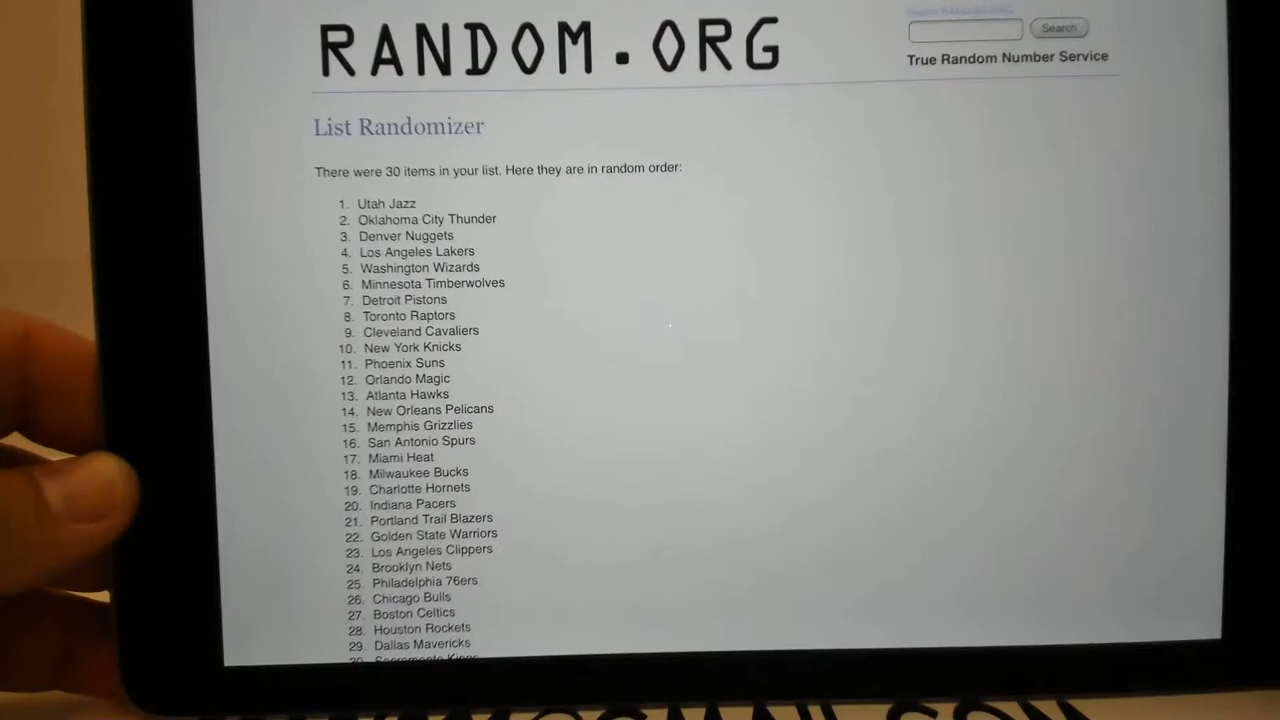 RANDOM.ORG
Search
True Random Number Service
List Randomizer
There were 30 items in your list. Here they are in random order:
1. Utah Jazz
2. Oklahoma City Thunder
3. Denver Nuggets
4. Los Angeles Lakers
5. Washington Wizards
6. Minnesota Timberwolves
7. Detroit Pistons
8. Toronto Raptors
9. Cleveland Cavaliers
10. New York Knicks
11. Phoenix Suns
12. Orlando Magic
13. Atlanta Hawks
14. New Orleans Pelicans
15. Memphis Grizzlies
16. San Antonio Spurs
17. Miami Heat
18. Milwaukee Bucks
19. Charlotte Hornets
20. Indiana Pacers
21. Portland Trail Blazers
22. Golden State Warriors
23. Los Angeles Clippers
24. Brooklyn Nets
25. Philadelphia 76ers
26. Chicago Bulls
27. Boston Celtics
28. Houston Rockets
29. Dallas Mavericks
30. Sacramento Kings